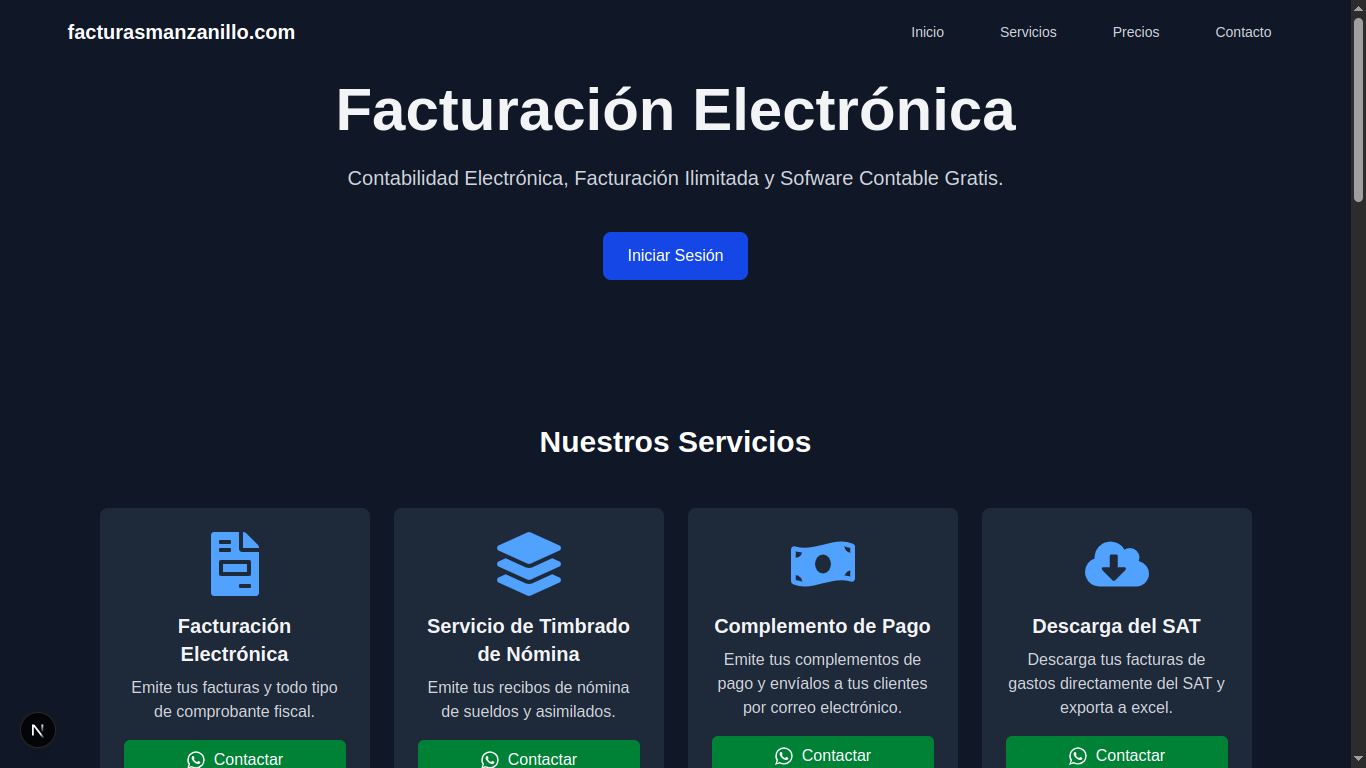 facturasmanzanillo.com
Inicio
Servicios
Precios
Contacto
Facturación Electrónica
Contabilidad Electrónica, Facturación Ilimitada y Sofware Contable Gratis.
Iniciar Sesión
Nuestros Servicios
Facturación
Electrónica
Emite tus facturas y todo tipo
de comprobante fiscal.
Contactar
Servicio de Timbrado
de Nómina
Emite tus recibos de nómina
de sueldos y asimilados.
Contactar
Complemento de Pago
Emite tus complementos de
pago y envíalos a tus clientes
por correo electrónico.
Contactar
Descarga del SAT
Descarga tus facturas de
gastos directamente del SAT y
exporta a excel.
Contactar
N